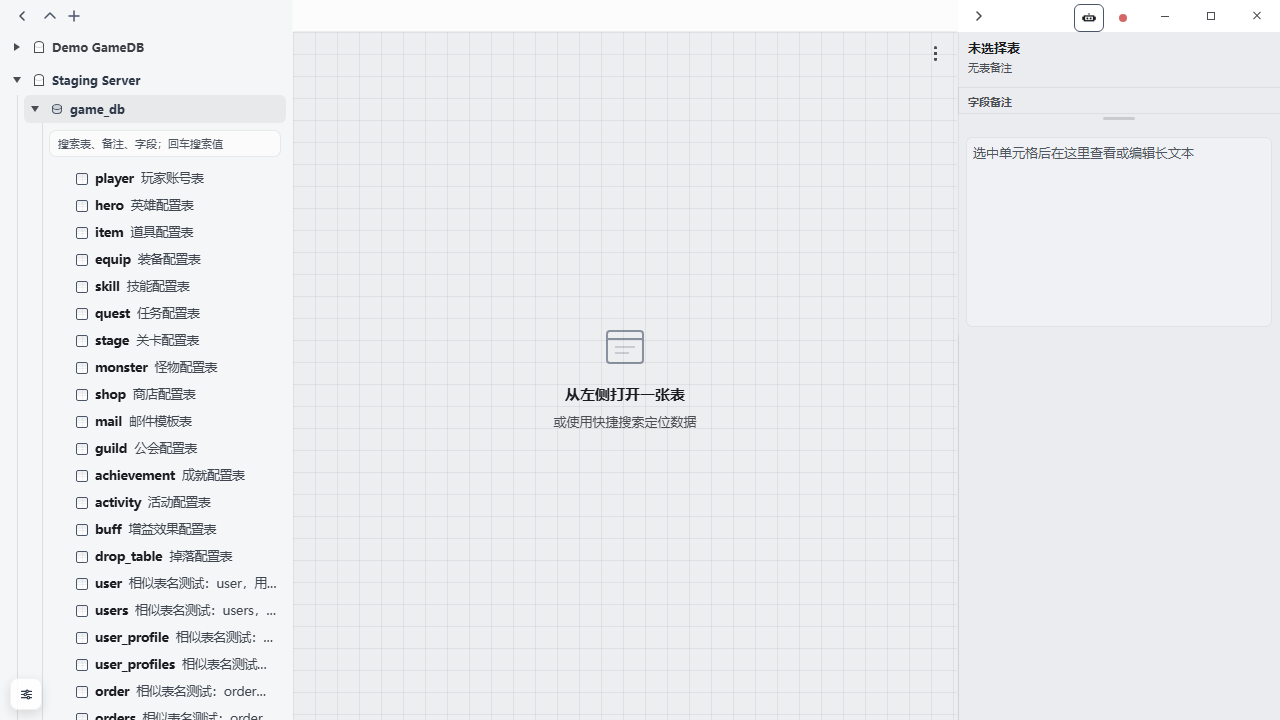 Demo GameDB
Staging Server
game_db
搜索表、备注、字段；回车搜索值
player 玩家账号表
hero 英雄配置表
item 道具配置表
equip 装备配置表
skill 技能配置表
quest 任务配置表
stage 关卡配置表
monster 怪物配置表
shop 商店配置表
mail 邮件模板表
guild 公会配置表
achievement 成就配置表
activity 活动配置表
buff 增益效果配置表
drop_table 掉落配置表
user 相似表名测试：user，用...
users 相似表名测试：users，...
user_profile 相似表名测试：...
user_profiles 相似表名测试...
order 相似表名测试：order...
orders 相似表名测试：order
从左侧打开一张表
或使用快捷搜索定位数据
未选择表
无表备注
字段备注
选中单元格后在这里查看或编辑长文本